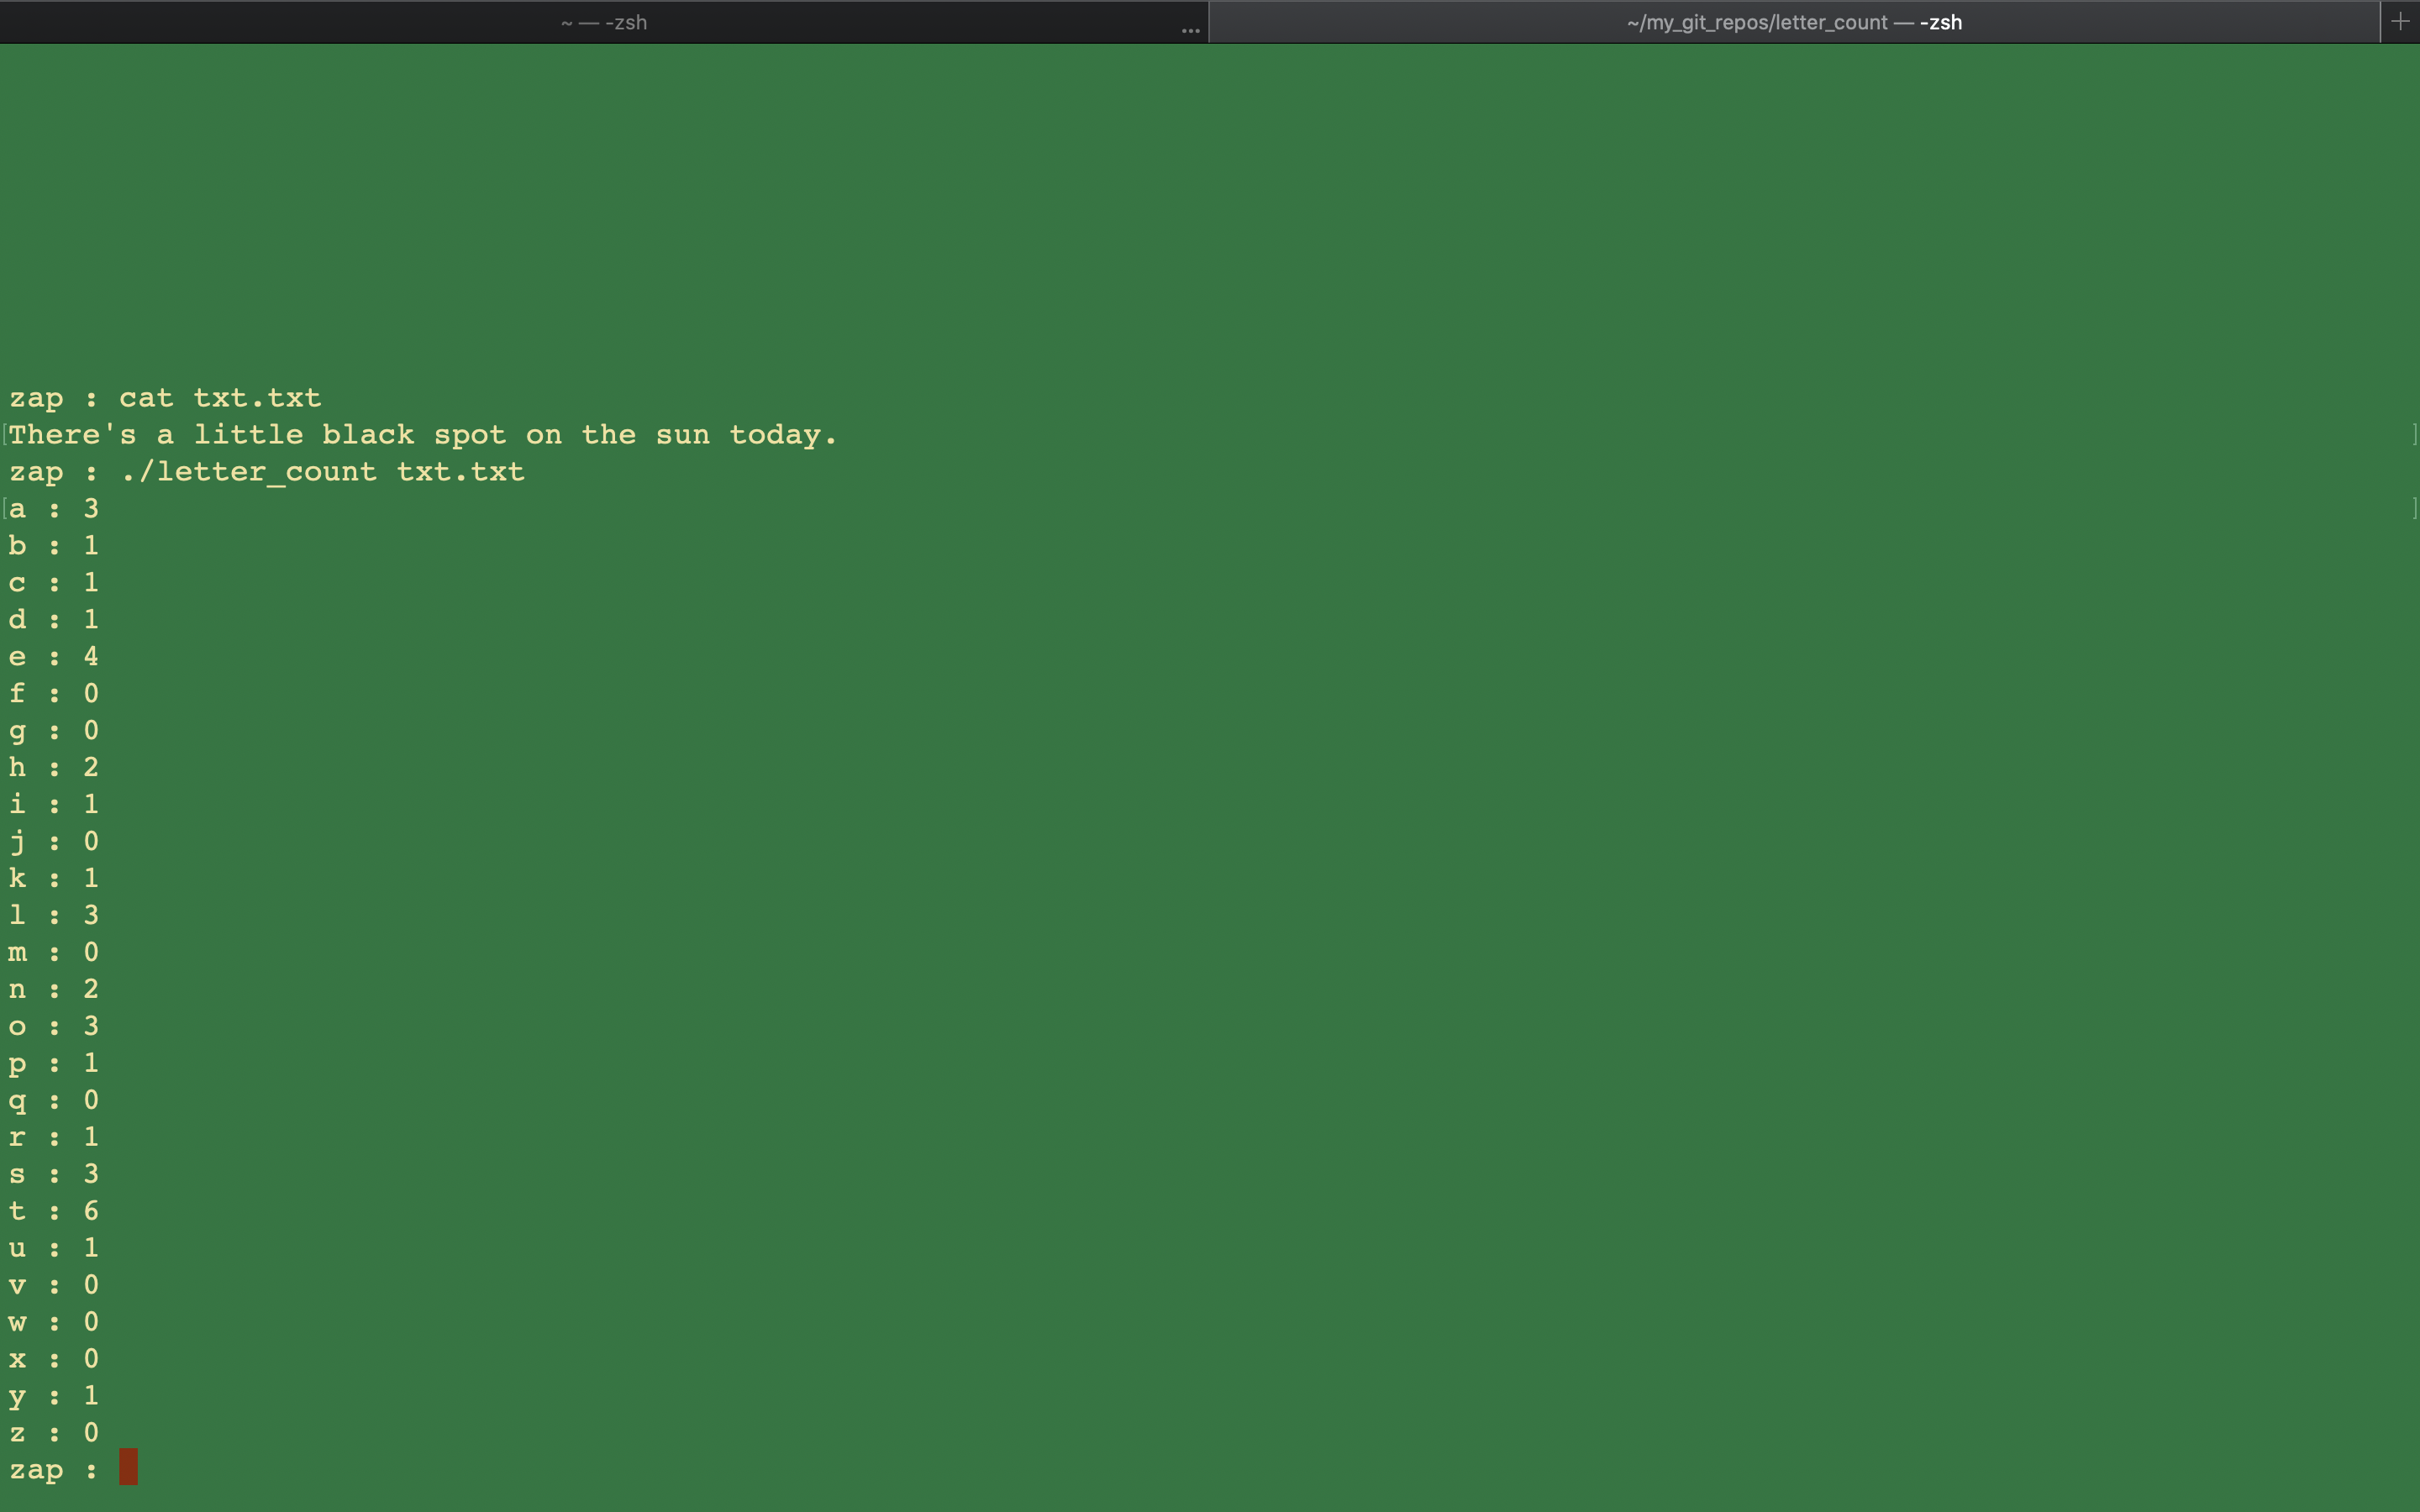 ~ — -zsh
...
~/my_git_repos/letter_count — -zsh
+
zap : cat txt.txt
[There's a little black spot on the sun today. ]
zap : ./letter_count txt.txt
[a : 3 ]
b : 1
c : 1
d : 1
e : 4
f : 0
g : 0
h : 2
i : 1
j : 0
k : 1
l : 3
m : 0
n : 2
o : 3
p : 1
q : 0
r : 1
s : 3
t : 6
u : 1
v : 0
w : 0
x : 0
y : 1
z : 0
zap :